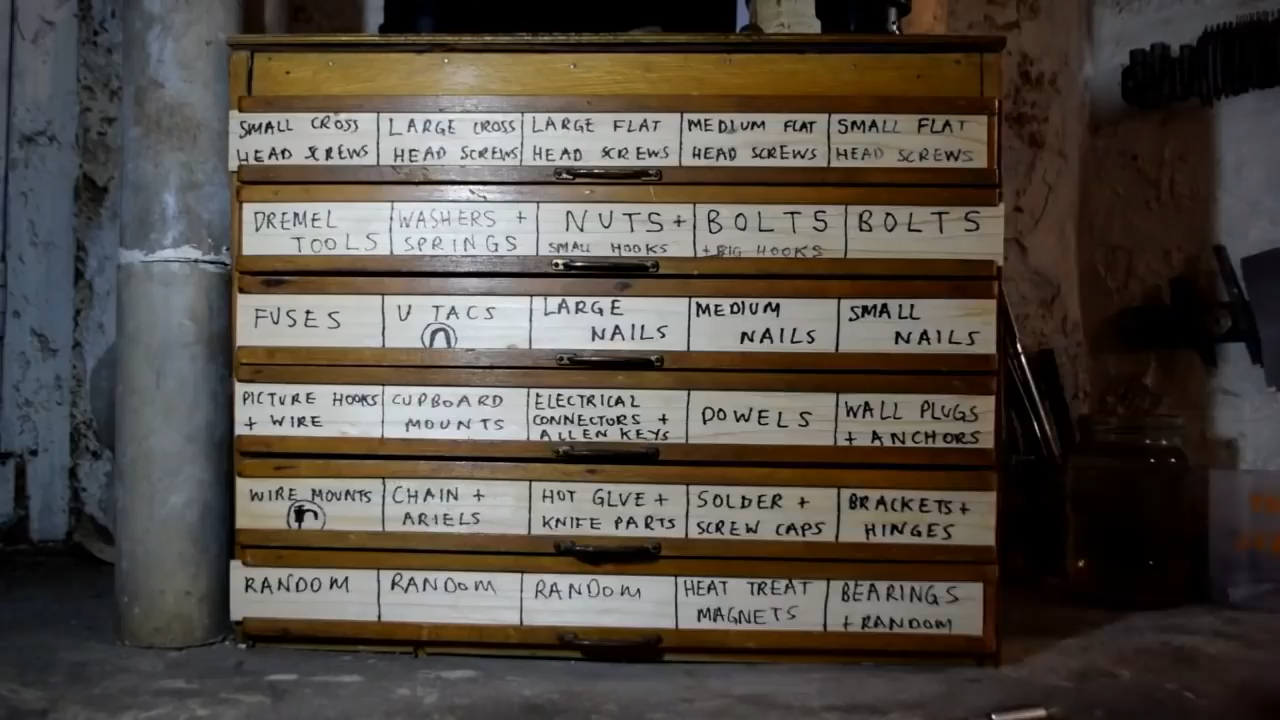 SMALL CROSS
HEAD SCREWS
LARGE CROSS
HEAD SCREWS
LARGE FLAT
HEAD SCREWS
MEDIUM FLAT
HEAD SCREWS
SMALL FLAT
HEAD SCREWS
DREMEL
TOOLS
WASHERS +
SPRINGS
NUTS +
SMALL HOOKS
BOLTS
+ BIG HOOKS
BOLTS
FUSES
U TACS
LARGE
NAILS
MEDIUM
NAILS
SMALL
NAILS
PICTURE HOOKS
+ WIRE
CUPBOARD
MOUNTS
ELECTRICAL
CONNECTORS +
ALLEN KEYS
DOWELS
WALL PLUGS
+ ANCHORS
WIRE MOUNTS
CHAIN +
ARIELS
HOT GLUE +
KNIFE PARTS
SOLDER +
SCREW CAPS
BRACKETS +
HINGES
RANDOM
RANDOM
RANDOM
HEAT TREAT
MAGNETS
BEARINGS
+ RANDOM